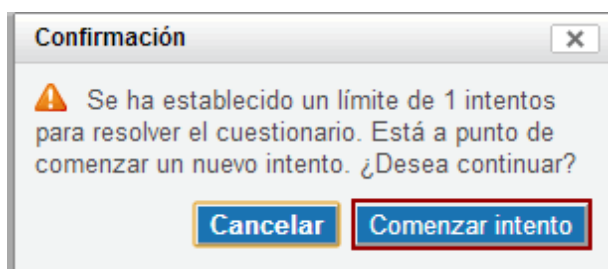 Confirmación
Se ha establecido un límite de 1 intentos
para resolver el cuestionario. Está a punto de
comenzar un nuevo intento. ¿Desea continuar?
Cancelar Comenzar intento